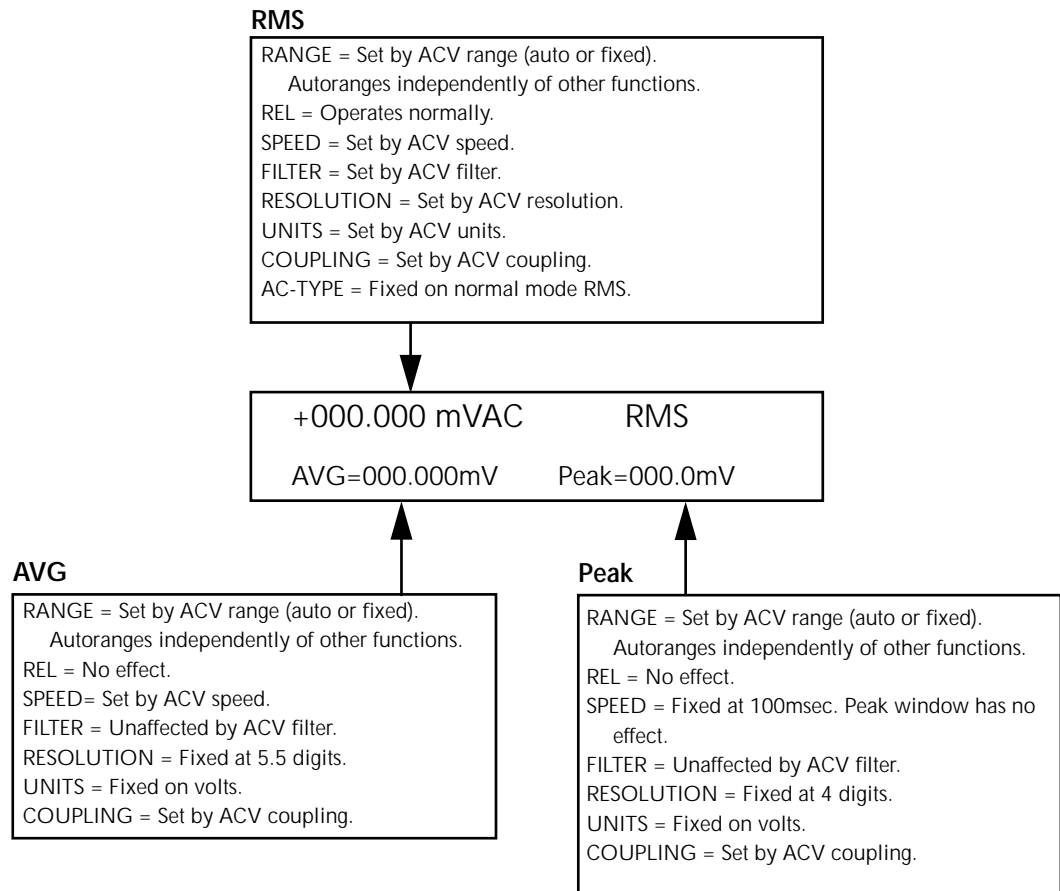 RMS
RANGE = Set by ACV range (auto or fixed).
Autoranges independently of other functions.
REL = Operates normally.
SPEED = Set by ACV speed.
FILTER = Set by ACV filter.
RESOLUTION = Set by ACV resolution.
UNITS = Set by ACV units.
COUPLING = Set by ACV coupling.
AC-TYPE = Fixed on normal mode RMS.
+000.000 mVAC RMS
AVG=000.000mV Peak=000.0mV
AVG
RANGE = Set by ACV range (auto or fixed).
Autoranges independently of other functions.
REL = No effect.
SPEED= Set by ACV speed.
FILTER = Unaffected by ACV filter.
RESOLUTION = Fixed at 5.5 digits.
UNITS = Fixed on volts.
COUPLING = Set by ACV coupling.
Peak
RANGE = Set by ACV range (auto or fixed).
Autoranges independently of other functions.
REL = No effect.
SPEED = Fixed at 100msec. Peak window has no
effect.
FILTER = Unaffected by ACV filter.
RESOLUTION = Fixed at 4 digits.
UNITS = Fixed on volts.
COUPLING = Set by ACV coupling.